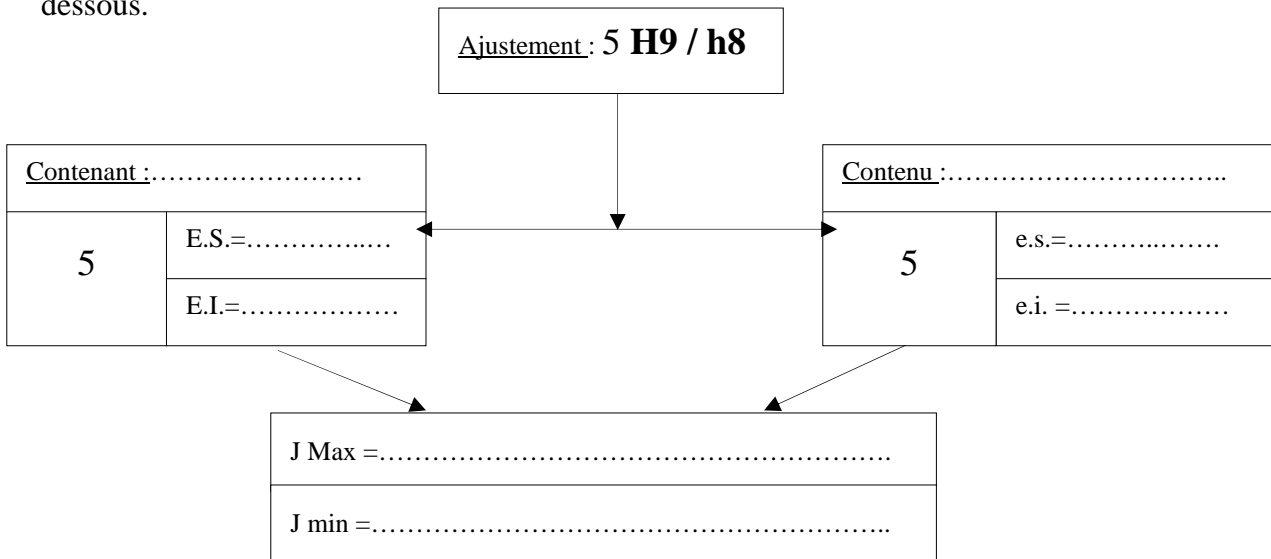 dessous.
Ajustement : 5 H9 / h8
Contenant :……………………
Contenu :…………………………..
5
E.S.=…………..…
E.I.=………………
5
e.s.=………..…….
e.i. =………………
J Max =………………………………………………….
J min =…………………………………………………..